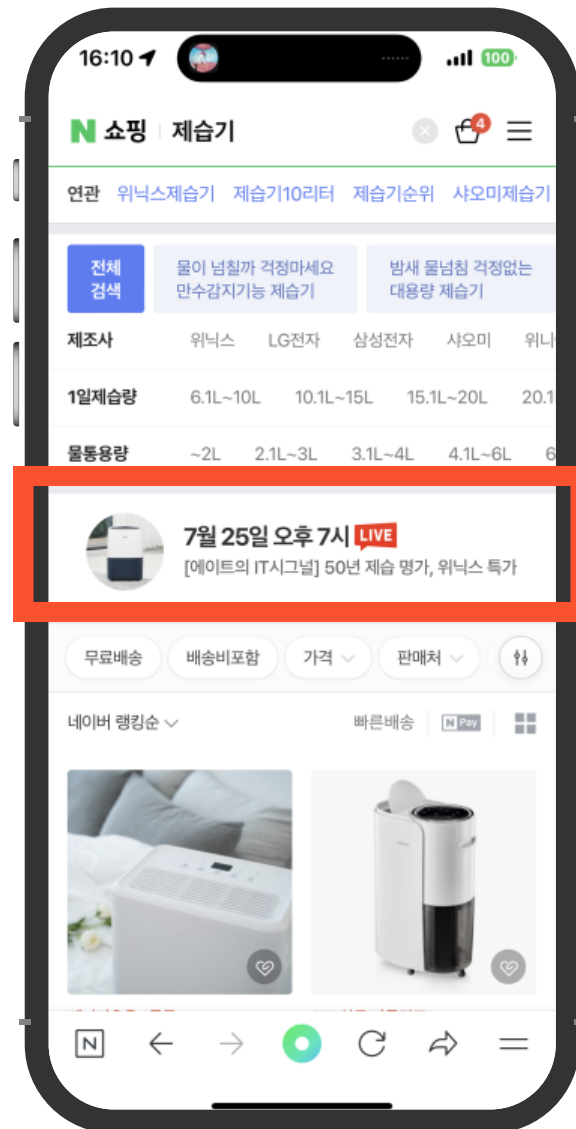 16:10
100
N 쇼핑 제습기
4
연관 위닉스제습기 제습기10리터 제습기순위 샤오미제습기
전체 검색
물이 넘칠까 걱정마세요
만수감지기능 제습기
밤새 물넘침 걱정없는
대용량 제습기
제조사 위닉스 LG전자 삼성전자 샤오미 위니
1일제습량 6.1L~10L 10.1L~15L 15.1L~20L 20.1
물통용량 ~2L 2.1L~3L 3.1L~4L 4.1L~6L 6
7월 25일 오후 7시 LIVE
[에이트의 IT시그널] 50년 제습 명가, 위닉스 특가
무료배송 배송비포함 가격 판매처
네이버 랭킹순 빠른배송 N Pay
N